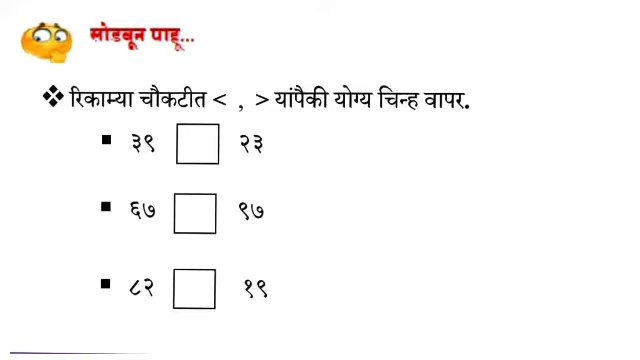 सोडवून पाहू...
❖ रिकाम्या चौकटीत < , > यांपैकी योग्य चिन्ह वापर.
▪ ३९ □ २३
▪ ६७ □ ९७
▪ ८२ □ १९